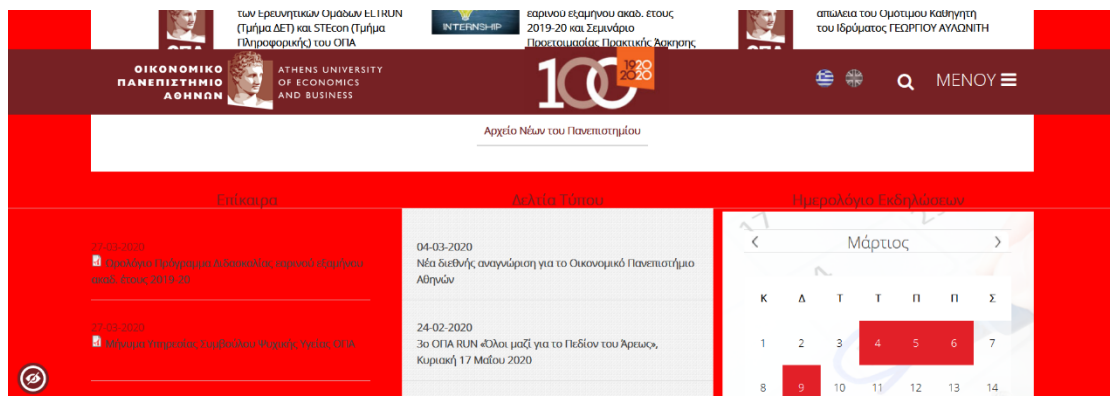 των Ερευνητικών Ομάδων ELTRUN
(Τμήμα ΔΕΤ) και STEcon (Τμήμα
Πληροφορικής) του ΟΠΑ
INTERNSHIP
εαρινού εξαμήνου ακαδ. έτους
2019-20 και Σεμινάριο
Προετοιμασίας Πρακτικής Άσκησης
απώλεια του Ομότιμου Καθηγητή
του Ιδρύματος ΓΕΩΡΓΙΟΥ ΑΥΛΩΝΙΤΗ
ΟΙΚΟΝΟΜΙΚΟ
ΠΑΝΕΠΙΣΤΗΜΙΟ
ΑΘΗΝΩΝ
ATHENS UNIVERSITY
OF ECONOMICS
AND BUSINESS
100
1920
2020
ΜΕΝΟΥ
Αρχείο Νέων του Πανεπιστημίου
Επίκαιρα
27-03-2020
Ωρολόγιο Πρόγραμμα Διδασκαλίας εαρινού εξαμήνου
ακαδ. έτους 2019-20
27-03-2020
Μήνυμα Υπηρεσίας Συμβούλου Ψυχικής Υγείας ΟΠΑ
Δελτία Τύπου
04-03-2020
Νέα διεθνής αναγνώριση για το Οικονομικό Πανεπιστήμιο
Αθηνών
24-02-2020
3ο ΟΠΑ RUN «Όλοι μαζί για το Πεδίον του Άρεως»,
Κυριακή 17 Μαΐου 2020
Ημερολόγιο Εκδηλώσεων
17
Μάρτιος
Κ Δ Τ Τ Π Π Σ
1 2 3 4 5 6 7
8 9 10 11 12 13 14